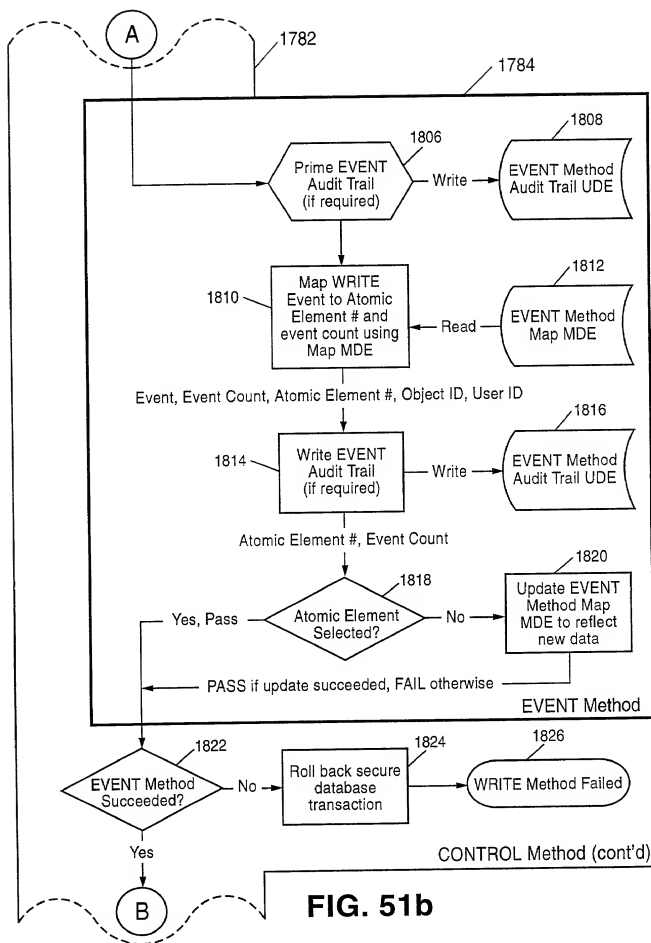 A
1782
1784
1806
1808
Prime EVENT
Audit Trail
(if required)
Write
EVENT Method
Audit Trail UDE
1810
Map WRITE
Event to Atomic
Element # and
event count using
Map MDE
1812
Read
EVENT Method
Map MDE
Event, Event Count, Atomic Element #, Object ID, User ID
1814
Write EVENT
Audit Trail
(if required)
Write
1816
EVENT Method
Audit Trail UDE
Atomic Element #, Event Count
1818
Yes, Pass
Atomic Element
Selected?
No
1820
Update EVENT
Method Map
MDE to reflect
new data
PASS if update succeeded, FAIL otherwise
EVENT Method
1822
EVENT Method
Succeeded?
No
1824
Roll back secure
database
transaction
1826
WRITE Method Failed
Yes
CONTROL Method (cont'd)
B
FIG. 51b